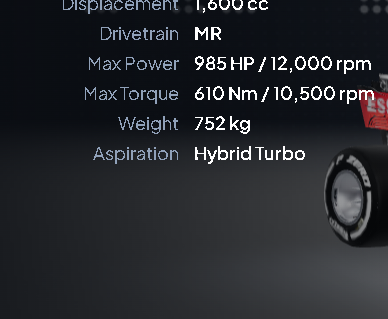 Displacement 1,600 cc
Drivetrain MR
Max Power 985 HP / 12,000 rpm
Max Torque 610 Nm / 10,500 rpm
Weight 752 kg
Aspiration Hybrid Turbo